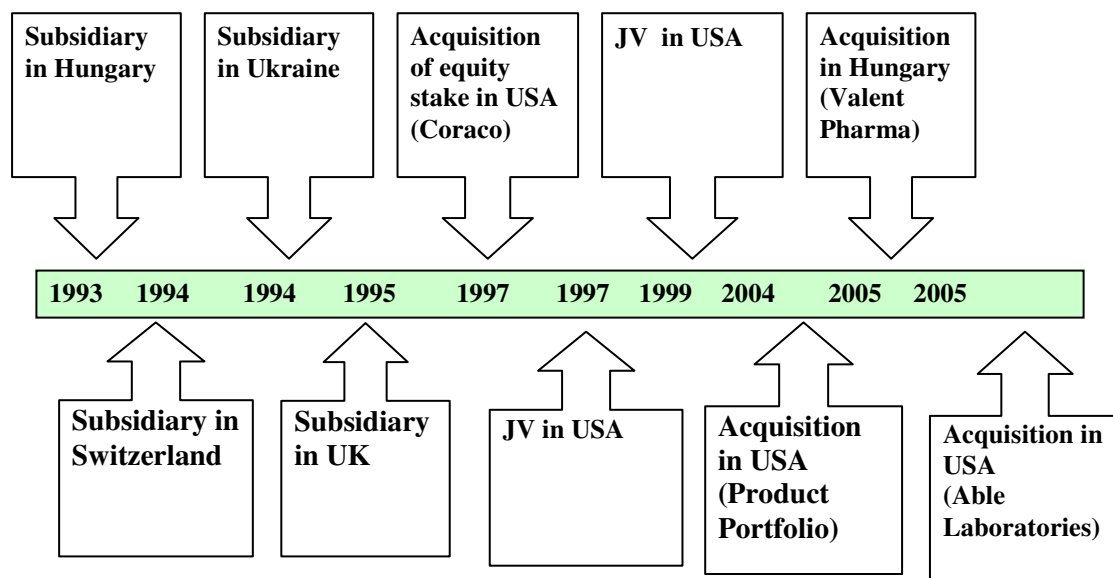 Subsidiary
in Hungary
Subsidiary
in Ukraine
Acquisition
of equity
stake in USA
(Coraco)
JV in USA
Acquisition
in Hungary
(Valent
Pharma)
1993 1994 1994 1995 1997 1997 1999 2004 2005 2005
Subsidiary in
Switzerland
Subsidiary
in UK
JV in USA
Acquisition
in USA
(Product
Portfolio)
Acquisition in
USA
(Able
Laboratories)